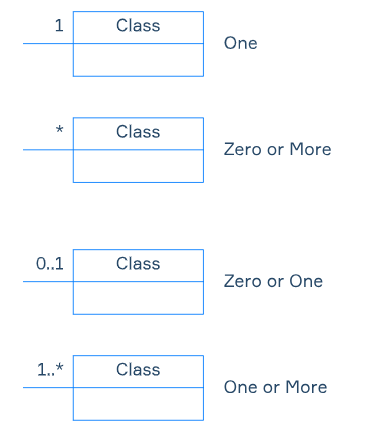 1 Class
One
* Class
Zero or More
0..1 Class
Zero or One
1..* Class
One or More